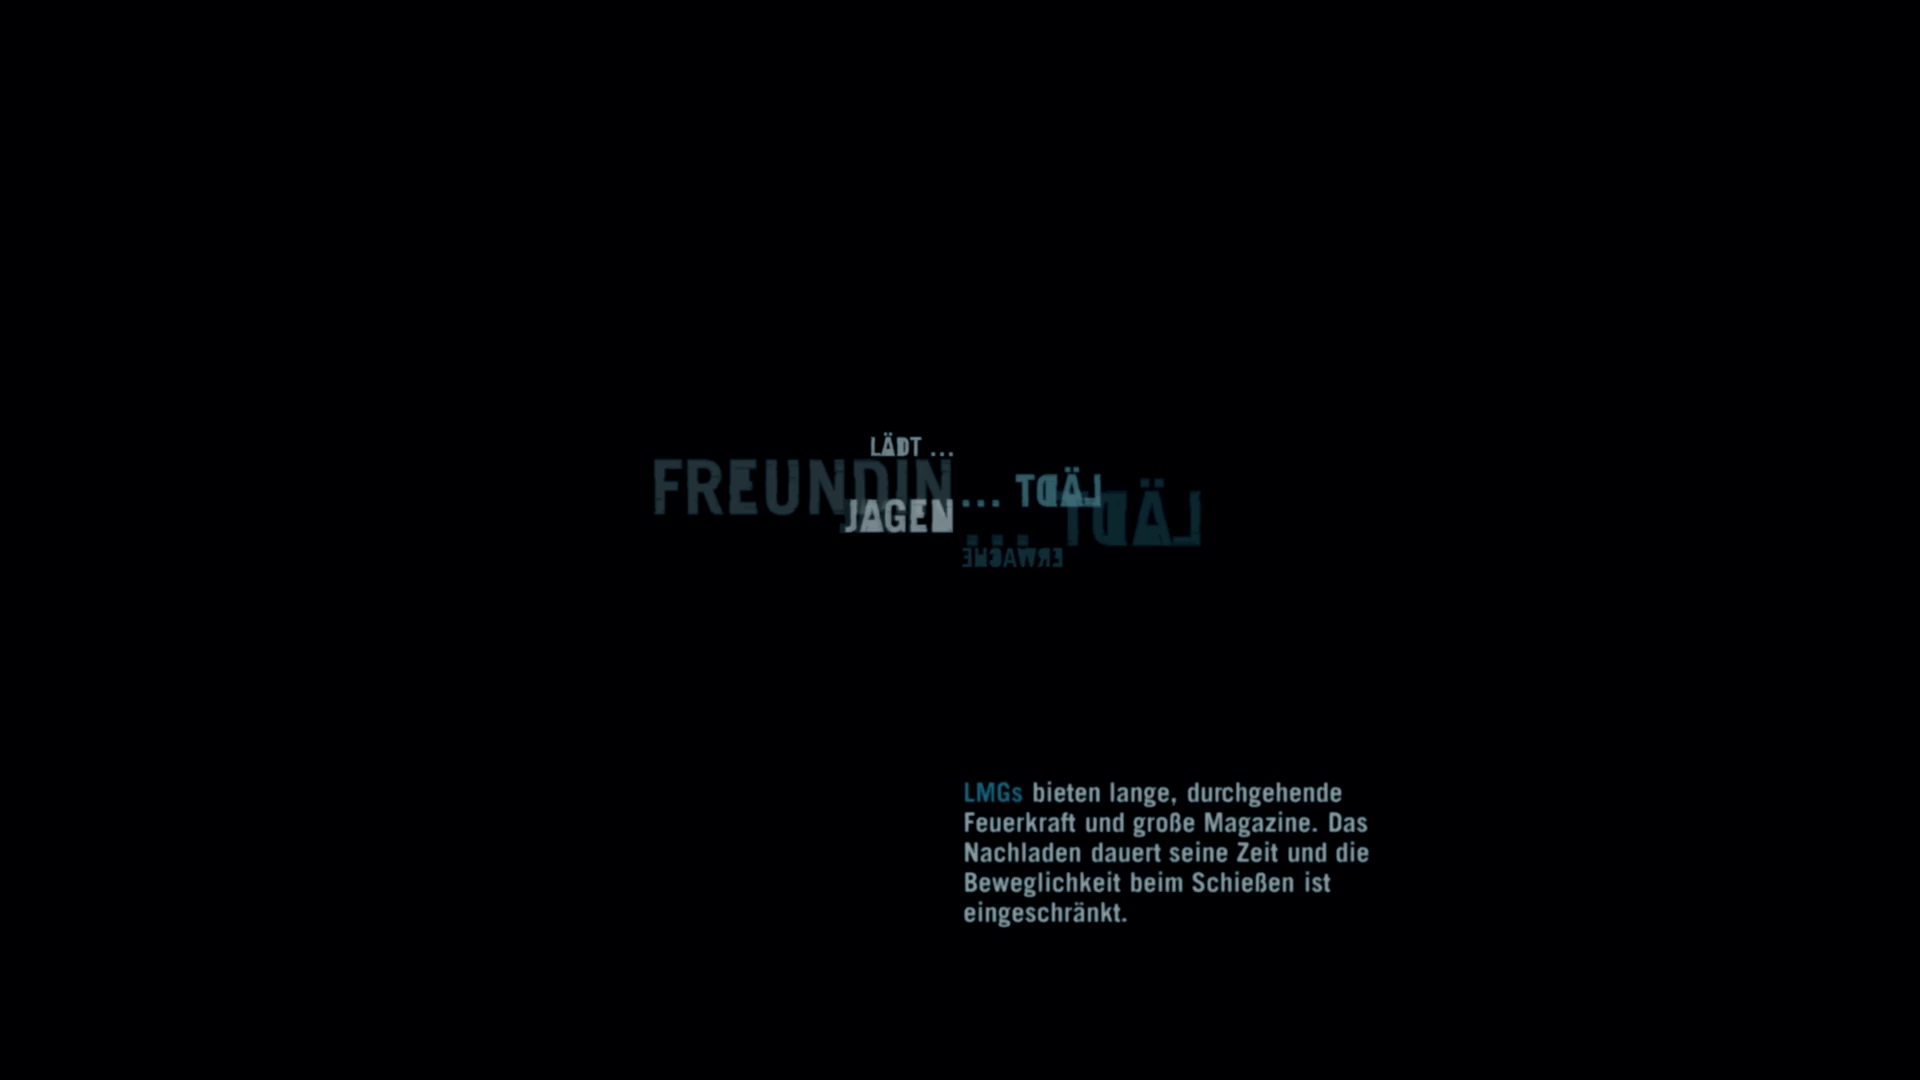 LÄDT ...
FREUNDIN
JAGEN
LÄDT ...
LÄDT ...
ERWACHE
LMGs bieten lange, durchgehende
Feuerkraft und große Magazine. Das
Nachladen dauert seine Zeit und die
Beweglichkeit beim Schießen ist
eingeschränkt.